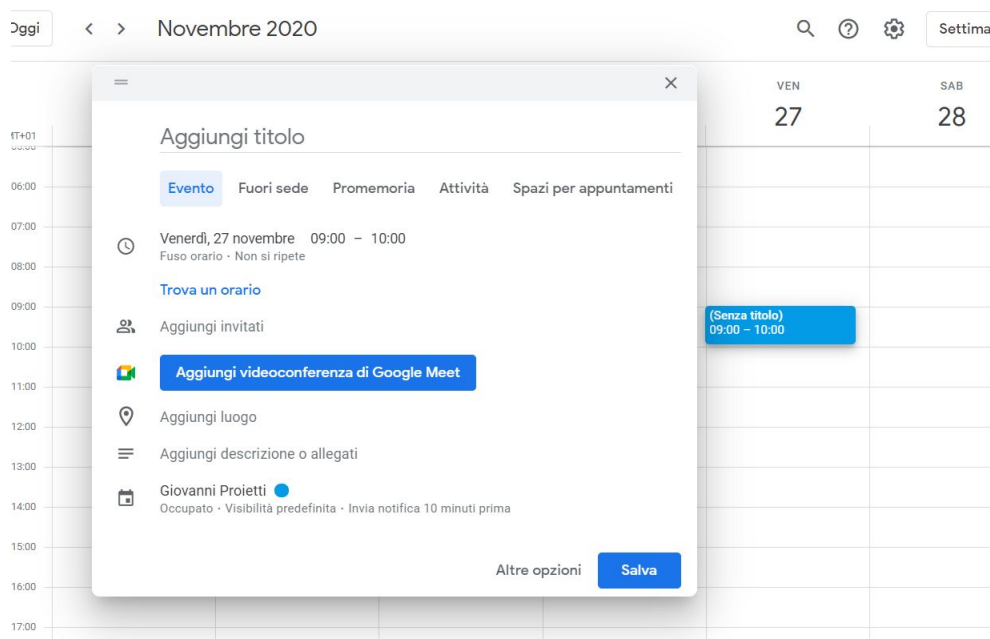 Oggi
Novembre 2020
Settima
VEN
SAB
27
28
MT+01
Aggiungi titolo
Evento Fuori sede Promemoria Attività Spazi per appuntamenti
Venerdì, 27 novembre 09:00 – 10:00
Fuso orario · Non si ripete
Trova un orario
Aggiungi invitati
Aggiungi videoconferenza di Google Meet
Aggiungi luogo
Aggiungi descrizione o allegati
Giovanni Proietti
Occupato · Visibilità predefinita · Invia notifica 10 minuti prima
Altre opzioni
Salva
06:00
07:00
08:00
09:00
10:00
11:00
12:00
13:00
14:00
15:00
16:00
17:00
(Senza titolo)
09:00 – 10:00